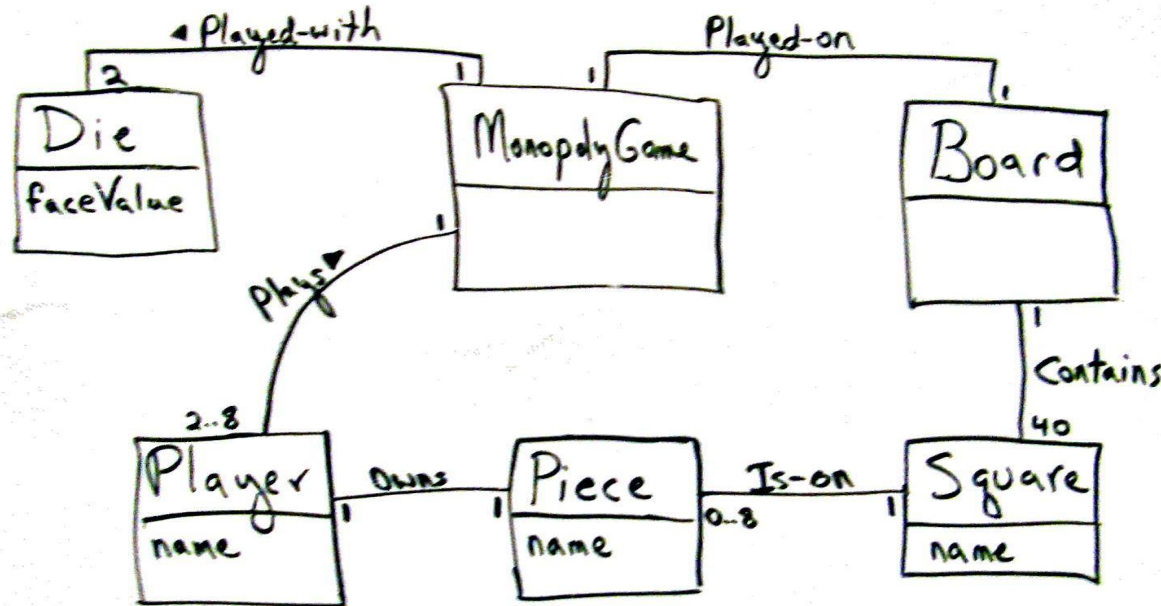 ◄ Played-with
Played-on
2
1
1
1
Die
MonopolyGame
Board
faceValue
1
Plays►
1
Contains
2..8
40
Player
Owns
Piece
Is-on
Square
1
1
0..8
1
name
name
name